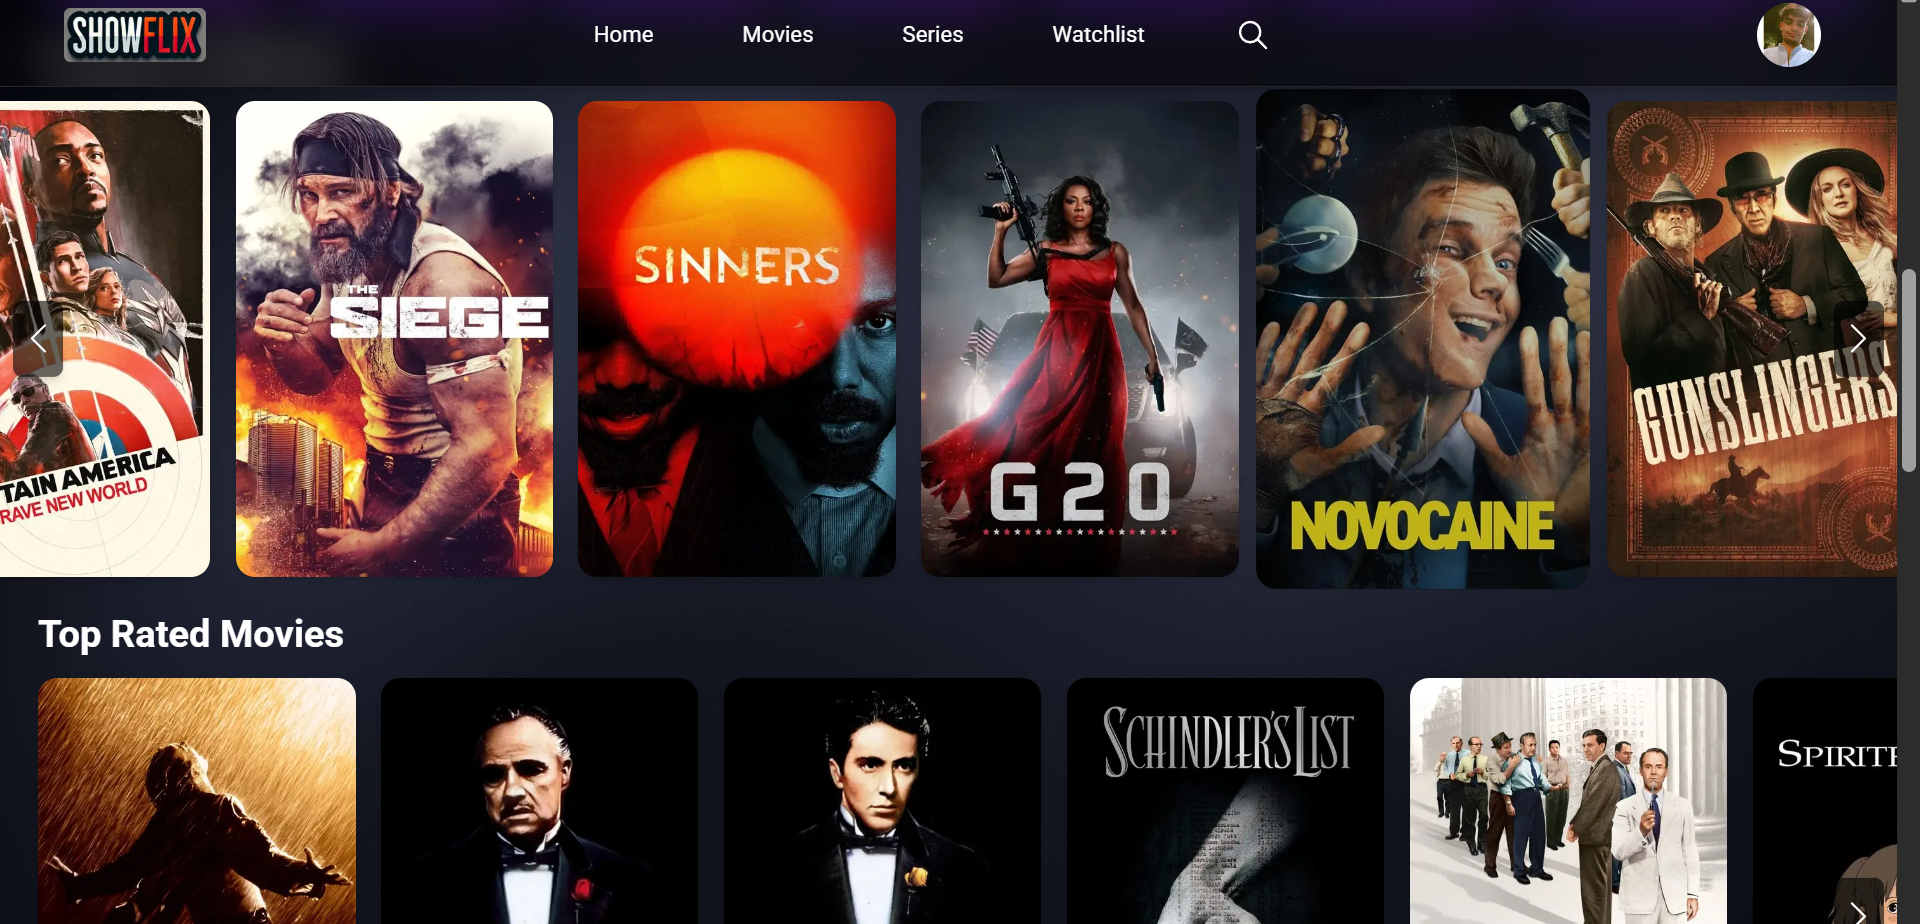 SHOWFLIX
Home
Movies
Series
Watchlist
TAIN AMERICA
RAVE NEW WORLD
THE
SIEGE
SINNERS
G20
NOVOCAINE
GUNSLINGERS
Top Rated Movies
SCHINDLER'S LIST
SPIRITE